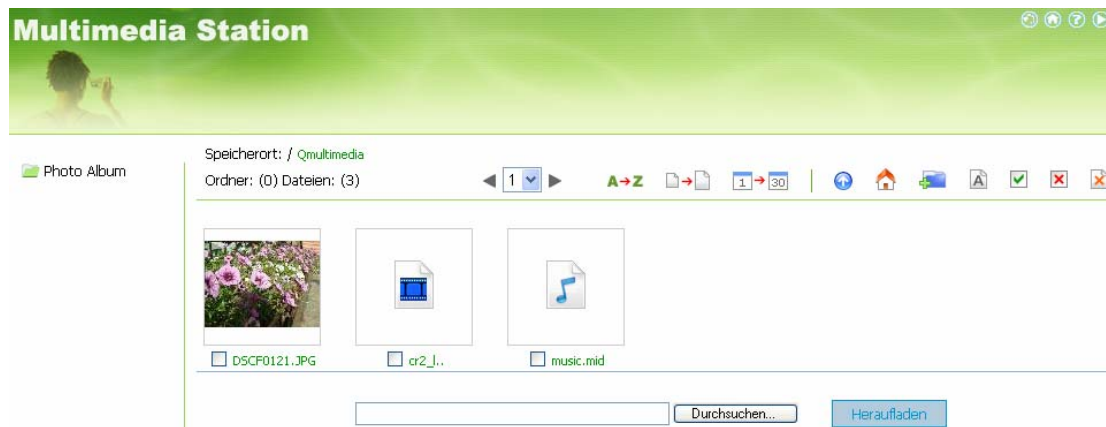 Multimedia Station
Photo Album
Speicherort: / Qmultimedia
Ordner: (0) Dateien: (3)
1
A→Z
1→30
A
DSCF0121.JPG
cr2_l..
music.mid
Durchsuchen...
Heraufladen